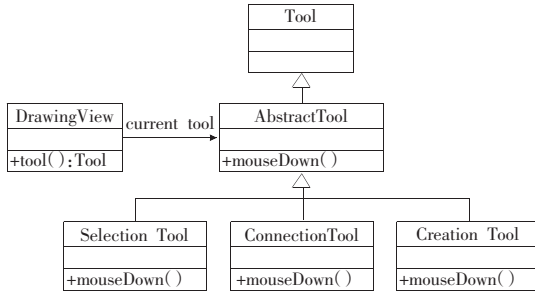 Tool
DrawingView
current tool
AbstractTool
+tool():Tool
+mouseDown()
Selection Tool
ConnectionTool
Creation Tool
+mouseDown()
+mouseDown()
+mouseDown()